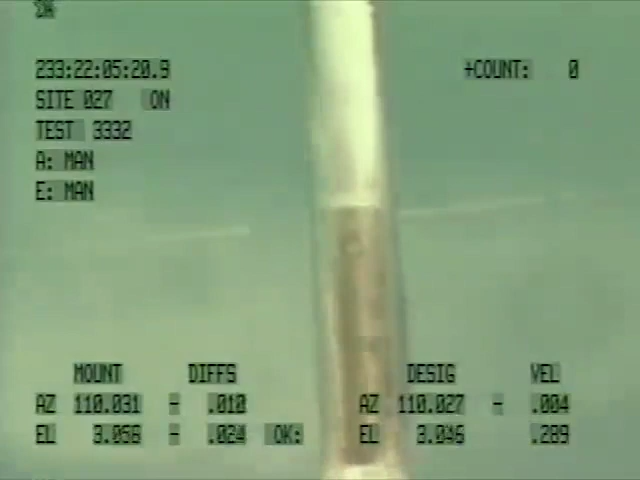 233:22:05:20.9 +COUNT: 0
SITE 027 ON
TEST 3332
A: MAN
E: MAN
MOUNT DIFFS DESIG VEL
AZ 110.031 - .010 AZ 110.027 - .004
EL 3.056 - .024 OK: EL 3.046 .289